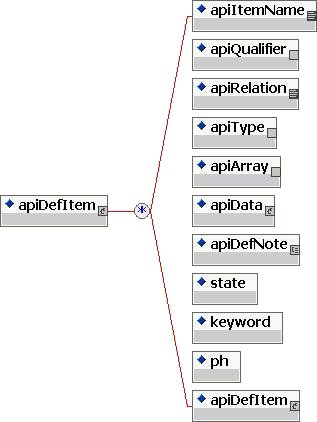 apiItemName
apiQualifier
apiRelation
apiType
apiArray
apiDefItem
apiData
apiDefNote
state
keyword
ph
apiDefItem